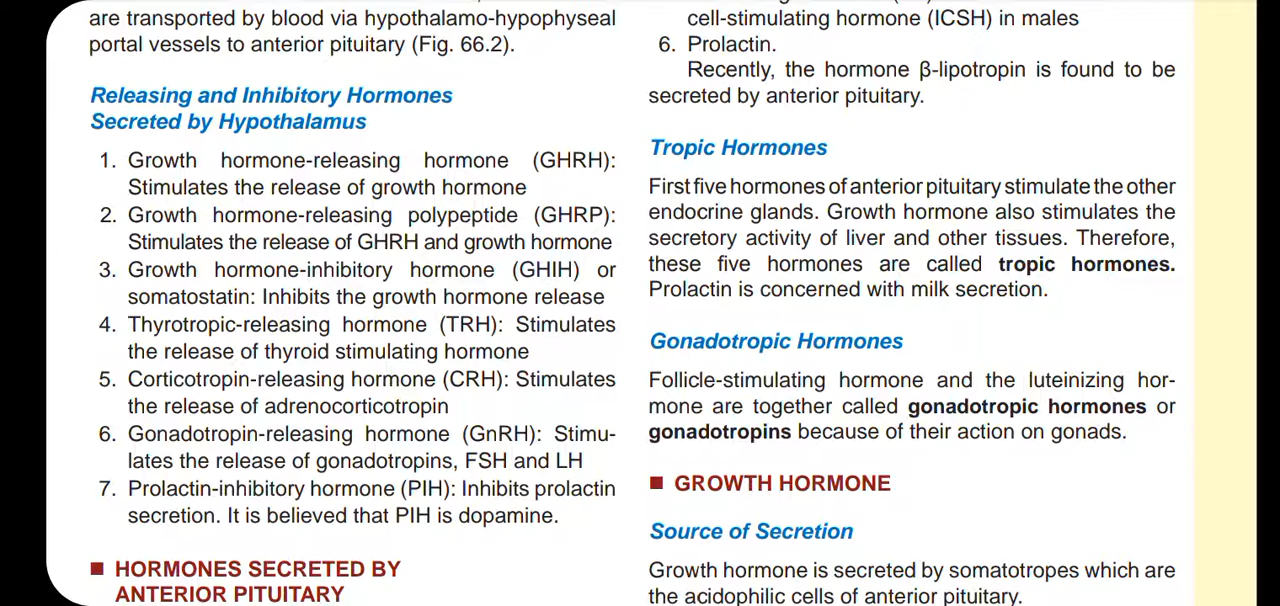 are transported by blood via hypothalamo-hypophyseal
portal vessels to anterior pituitary (Fig. 66.2).
Releasing and Inhibitory Hormones
Secreted by Hypothalamus
1. Growth hormone-releasing hormone (GHRH):
Stimulates the release of growth hormone
2. Growth hormone-releasing polypeptide (GHRP):
Stimulates the release of GHRH and growth hormone
3. Growth hormone-inhibitory hormone (GHIH) or
somatostatin: Inhibits the growth hormone release
4. Thyrotropic-releasing hormone (TRH): Stimulates
the release of thyroid stimulating hormone
5. Corticotropin-releasing hormone (CRH): Stimulates
the release of adrenocorticotropin
6. Gonadotropin-releasing hormone (GnRH): Stimu-
lates the release of gonadotropins, FSH and LH
7. Prolactin-inhibitory hormone (PIH): Inhibits prolactin
secretion. It is believed that PIH is dopamine.
■ HORMONES SECRETED BY
ANTERIOR PITUITARY
cell-stimulating hormone (ICSH) in males
6. Prolactin.
Recently, the hormone β-lipotropin is found to be
secreted by anterior pituitary.
Tropic Hormones
First five hormones of anterior pituitary stimulate the other
endocrine glands. Growth hormone also stimulates the
secretory activity of liver and other tissues. Therefore,
these five hormones are called tropic hormones.
Prolactin is concerned with milk secretion.
Gonadotropic Hormones
Follicle-stimulating hormone and the luteinizing hor-
mone are together called gonadotropic hormones or
gonadotropins because of their action on gonads.
■ GROWTH HORMONE
Source of Secretion
Growth hormone is secreted by somatotropes which are
the acidophilic cells of anterior pituitary.